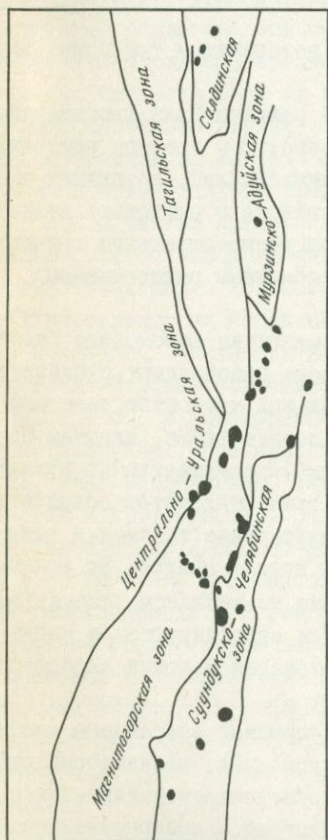 Салдинская
Тагильская зона
Мурзинско-Адуйская зона
Центрально-Уральская зона
Магнитогорская зона
Суундукско-Челябинская
зона